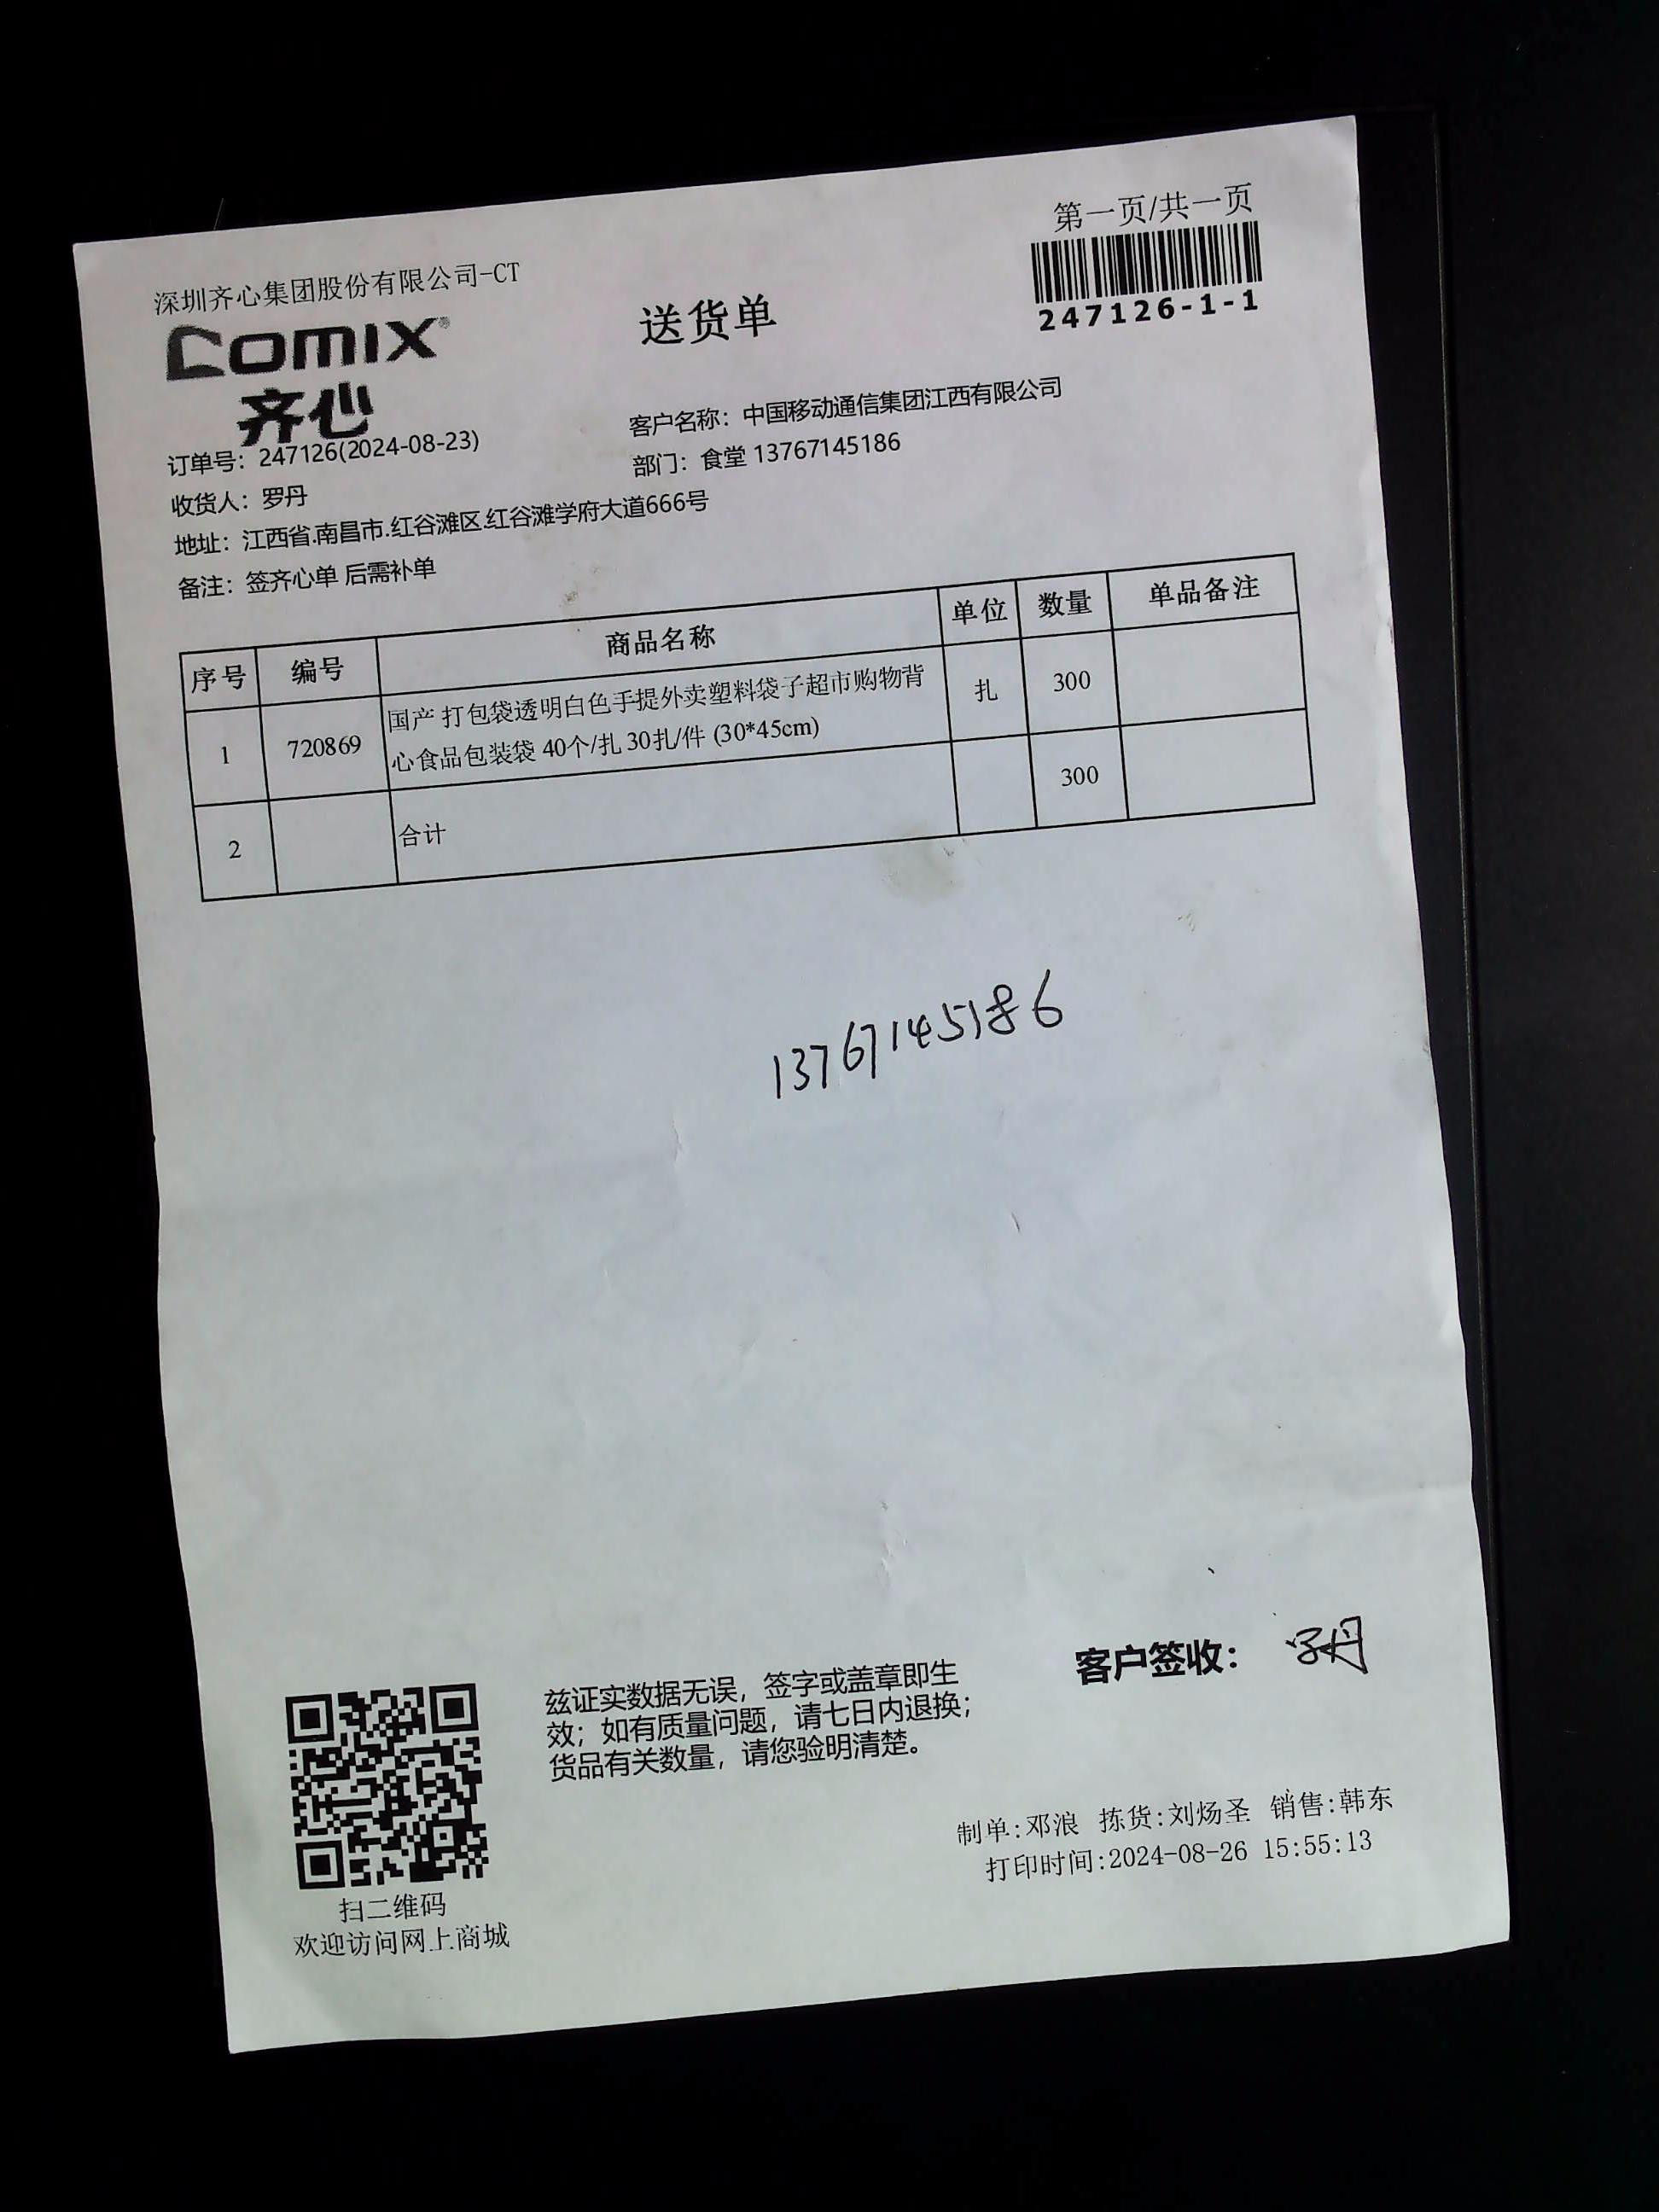 第一页/共一页
深圳齐心集团股份有限公司-CT
COMIX®
齐心
送货单
247126-1-1
订单号：247126(2024-08-23)
客户名称：中国移动通信集团江西有限公司
收货人：罗丹
部门：食堂 13767145186
地址：江西省.南昌市.红谷滩区.红谷滩学府大道666号
备注：签齐心单 后需补单
序号 编号 商品名称 单位 数量 单品备注
1 720869 国产 打包袋透明白色手提外卖塑料袋子超市购物背 扎 300
心食品包装袋 40个/扎 30扎/件 (30*45cm)
2 合计 300
13767145186
客户签收：
兹证实数据无误，签字或盖章即生
效；如有质量问题，请七日内退换；
货品有关数量，请您验明清楚。
制单:邓浪 拣货:刘炀圣 销售:韩东
打印时间:2024-08-26 15:55:13
扫二维码
欢迎访问网上商城